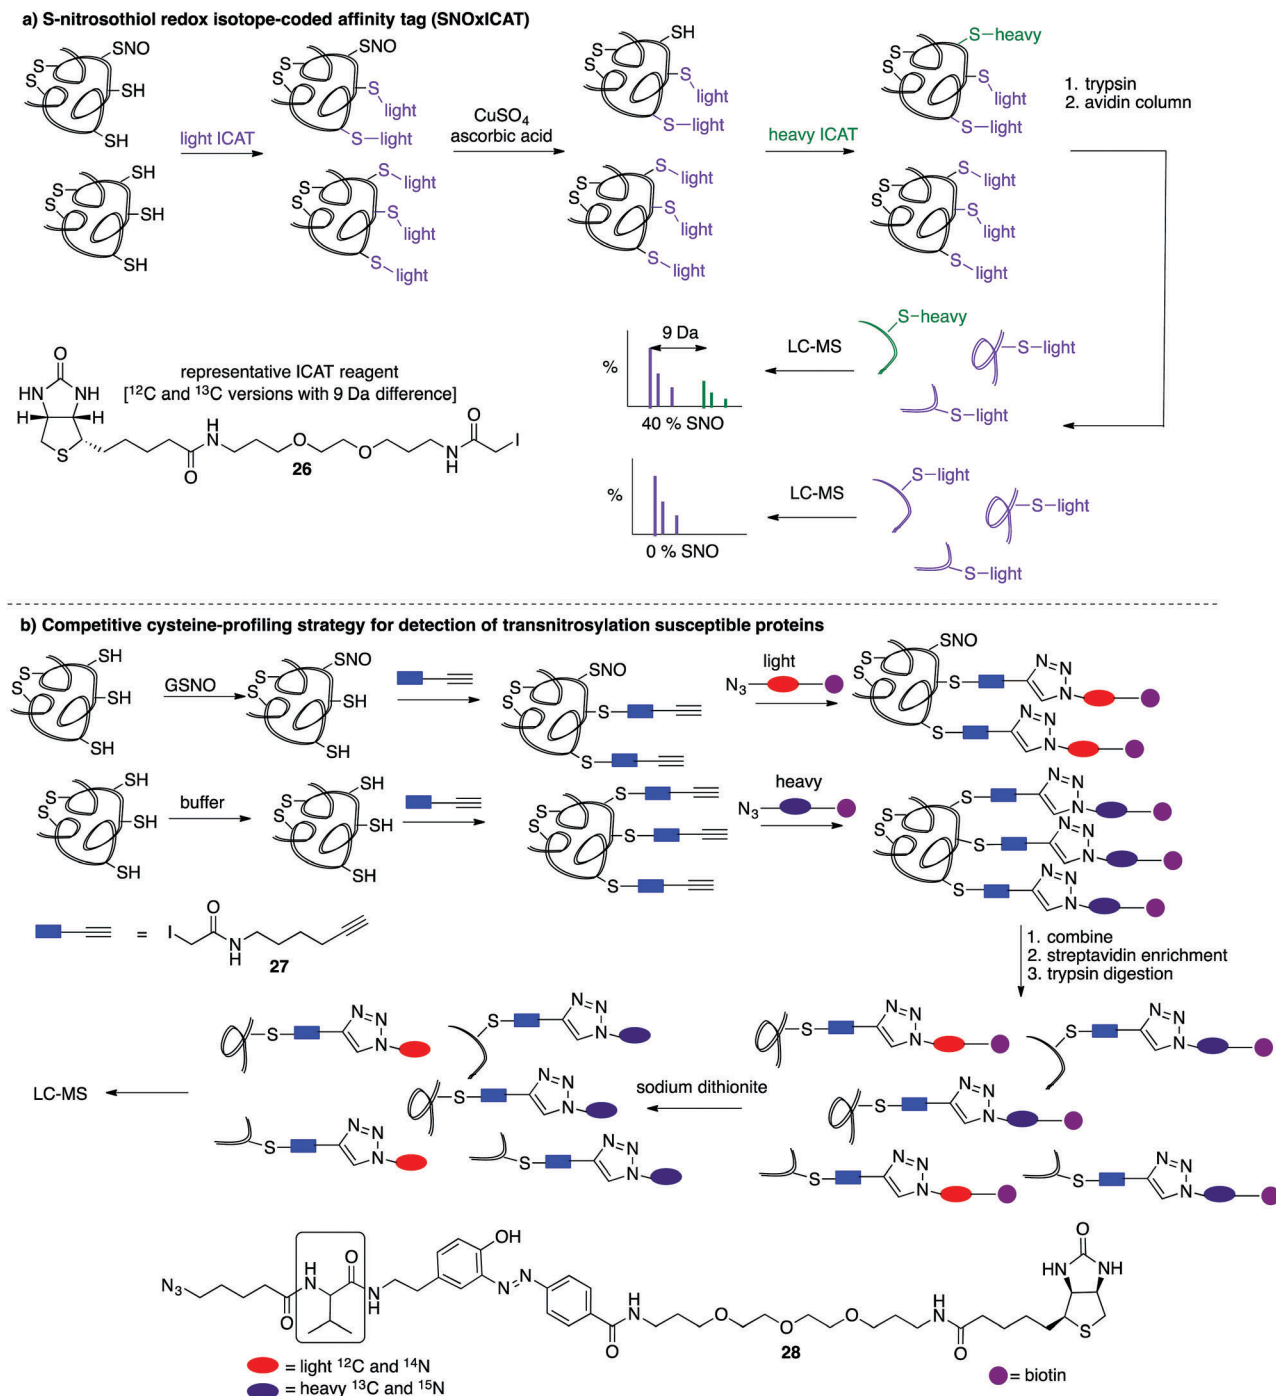 a) S-nitrosothiol redox isotope-coded affinity tag (SNOxICAT)
SNO
S
S
SH
SH
S
S
SH
SH
SH
light ICAT
SNO
S
S
S
light
S–light
S
S
S
light
S
light
S
light
CuSO4
ascorbic acid
SH
S
S
S
light
S–light
S
S
S
light
S
light
S
light
heavy ICAT
S–heavy
S
S
S
light
S–light
S
S
S
light
S
light
S
light
1. trypsin
2. avidin column
representative ICAT reagent
[12C and 13C versions with 9 Da difference]
O
HN
NH
H
H
S
O
H
N
O
O
N
H
O
I
26
%
9 Da
40 % SNO
LC-MS
S–heavy
S–light
S–light
%
0 % SNO
LC-MS
S–light
S–light
S–light
b) Competitive cysteine-profiling strategy for detection of transnitrosylation susceptible proteins
SH
S
S
SH
SH
GSNO
SNO
S
S
SH
SH
SNO
S
S
S
S
light
N3
SNO
S
S
S
N=N
N
S
N=N
N
SH
S
S
SH
SH
buffer
SH
S
S
SH
SH
S
S
S
S
S
heavy
N3
S
S
S
N=N
N
S
N=N
N
S
N=N
N
=
I
O
N
H
27
1. combine
2. streptavidin enrichment
3. trypsin digestion
S
N=N
N
S
N=N
N
S
N=N
N
S
N=N
N
S
N=N
N
LC-MS
sodium dithionite
S
N=N
N
S
N=N
N
S
N=N
N
S
N=N
N
S
N=N
N
N3
O
H
N
O
N
H
OH
N=N
O
H
N
O
O
O
H
N
O
O
HN
NH
H
H
S
28
= light 12C and 14N
= heavy 13C and 15N
= biotin